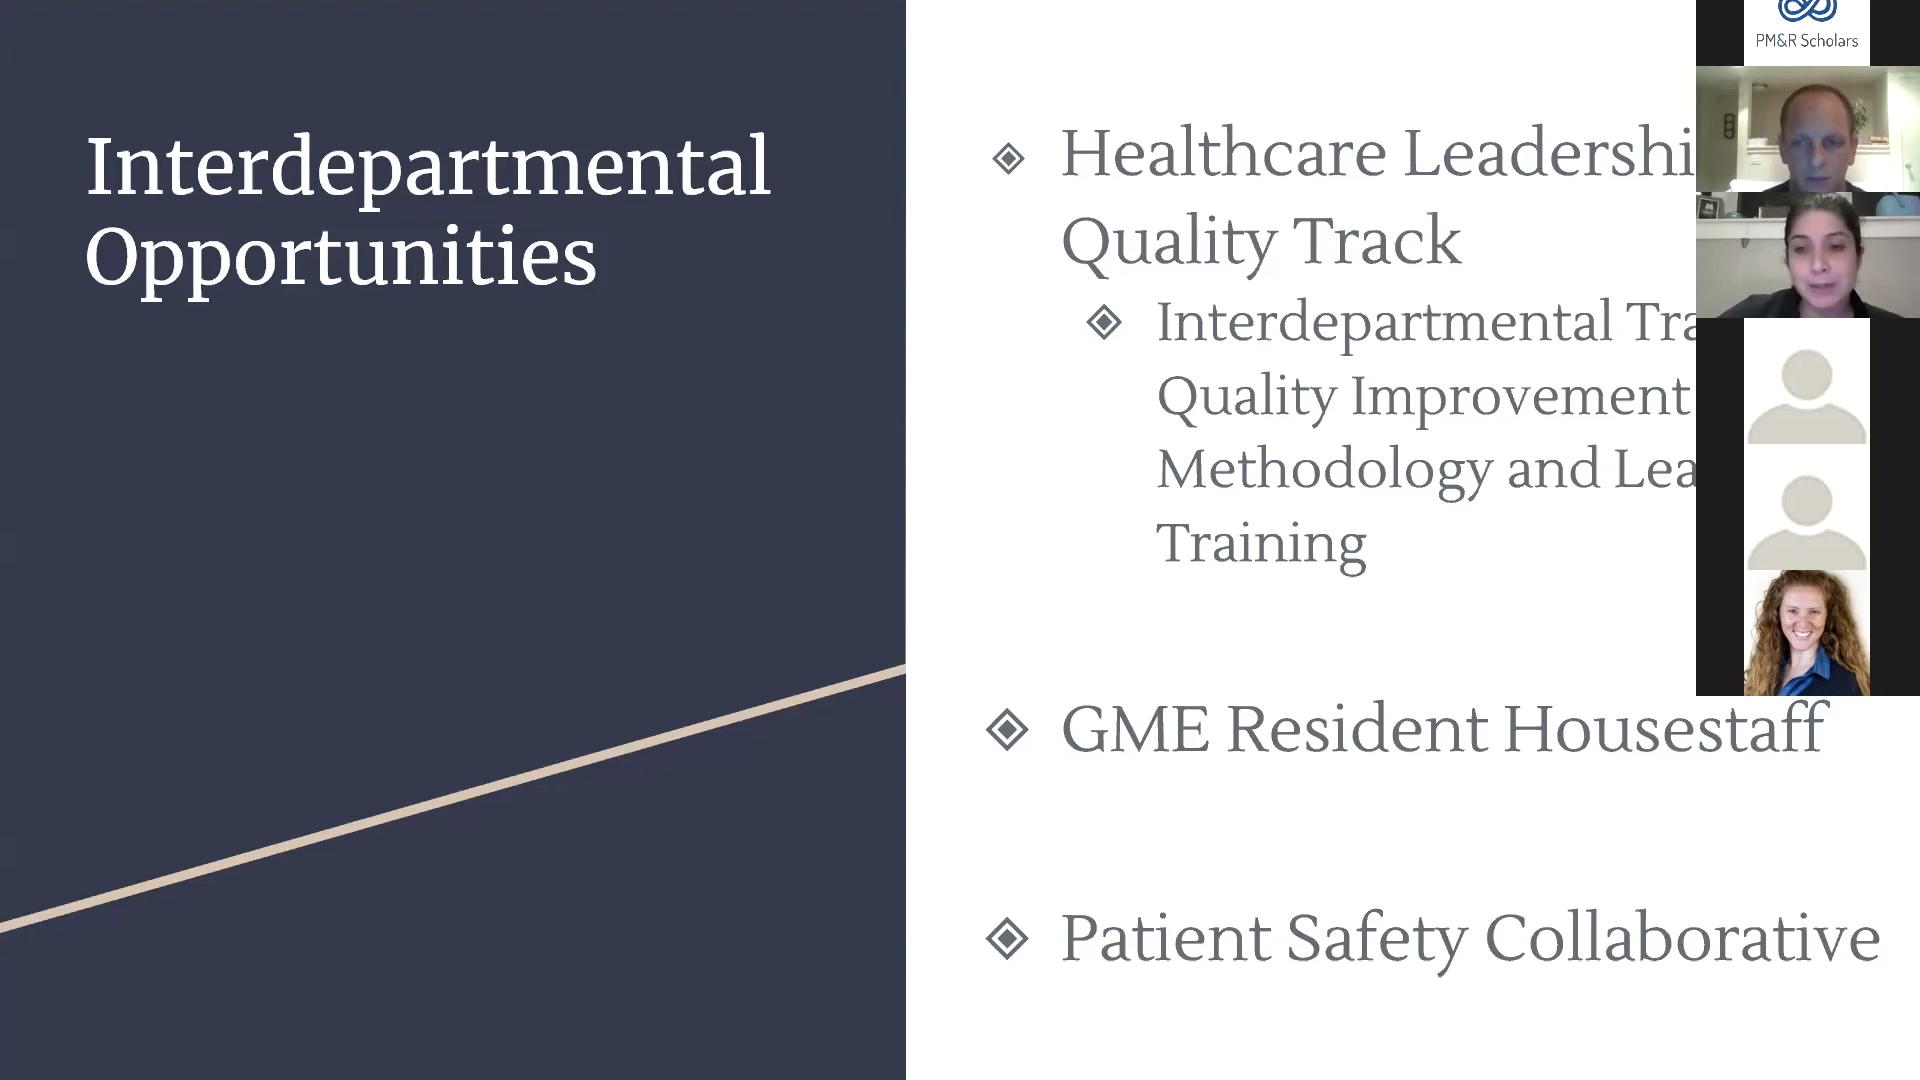 Interdepartmental
Opportunities
Healthcare Leadershi
Quality Track
Interdepartmental Tra
Quality Improvement
Methodology and Lea
Training
GME Resident Housestaff
Patient Safety Collaborative
PM&R Scholars